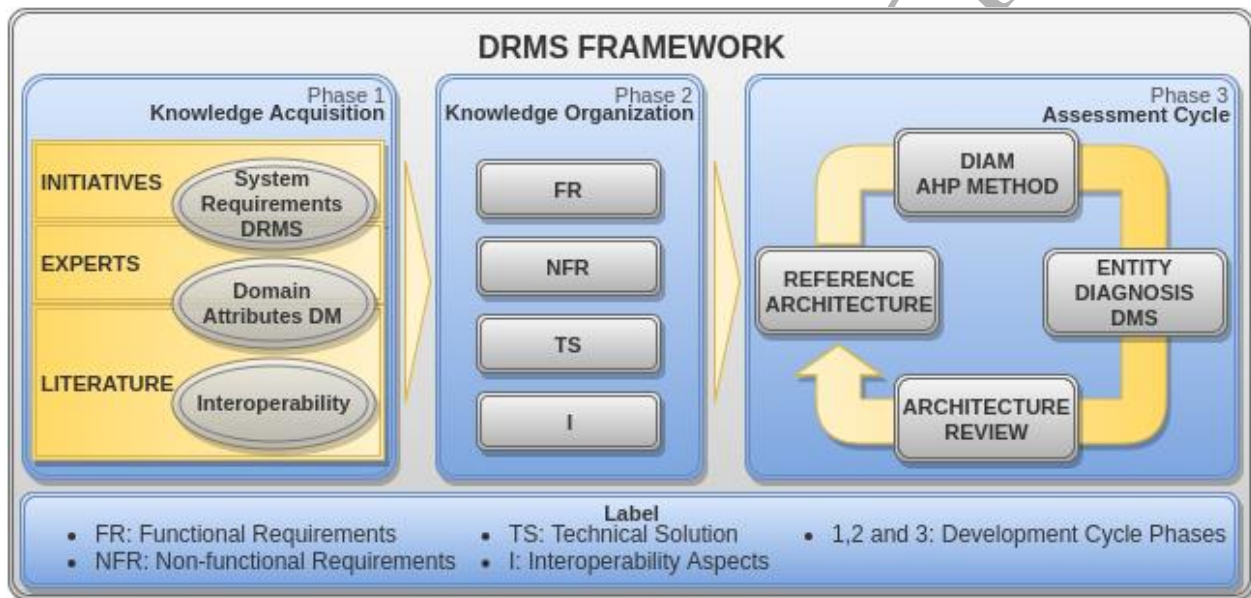 DRMS FRAMEWORK
Phase 1
Knowledge Acquisition
INITIATIVES
System
Requirements
DRMS
EXPERTS
Domain
Attributes DM
LITERATURE
Interoperability
Phase 2
Knowledge Organization
FR
NFR
TS
I
Phase 3
Assessment Cycle
DIAM
AHP METHOD
REFERENCE
ARCHITECTURE
ENTITY
DIAGNOSIS
DMS
ARCHITECTURE
REVIEW
Label
• FR: Functional Requirements
• NFR: Non-functional Requirements
• TS: Technical Solution
• I: Interoperability Aspects
• 1,2 and 3: Development Cycle Phases